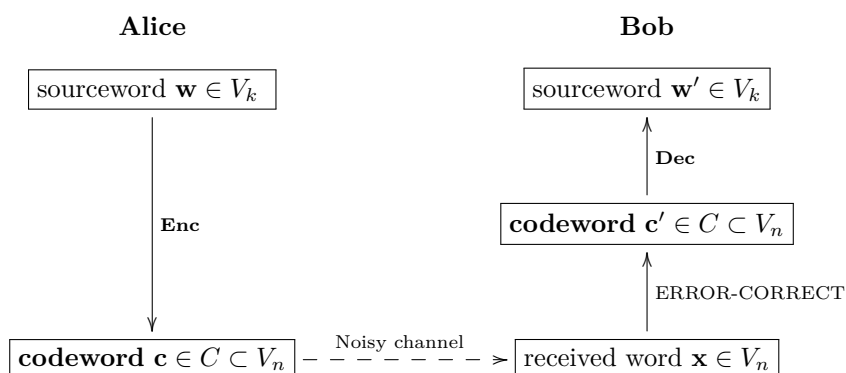 Alice Bob
sourceword w ∈ V_k sourceword w′ ∈ V_k
Dec
Enc codeword c′ ∈ C ⊂ V_n
ERROR-CORRECT
Noisy channel
codeword c ∈ C ⊂ V_n received word x ∈ V_n